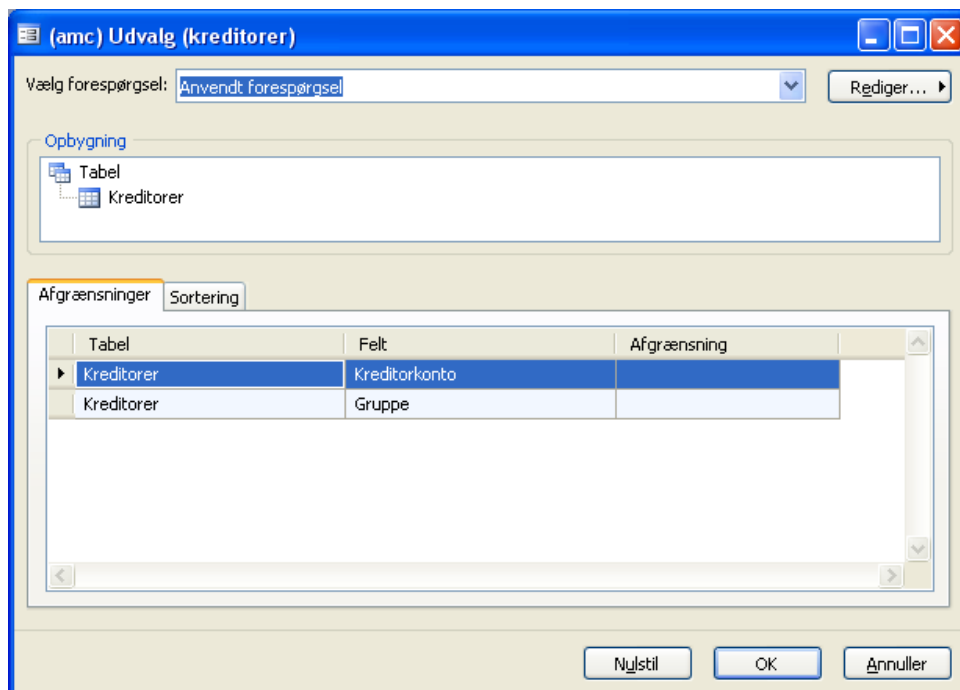 (amc) Udvalg (kreditorer)
Vælg forespørgsel: Anvendt forespørgsel Rediger...
Opbygning
Tabel
Kreditorer
Afgrænsninger Sortering
Tabel Felt Afgrænsning
Kreditorer Kreditorkonto
Kreditorer Gruppe
Nulstil OK Annuller